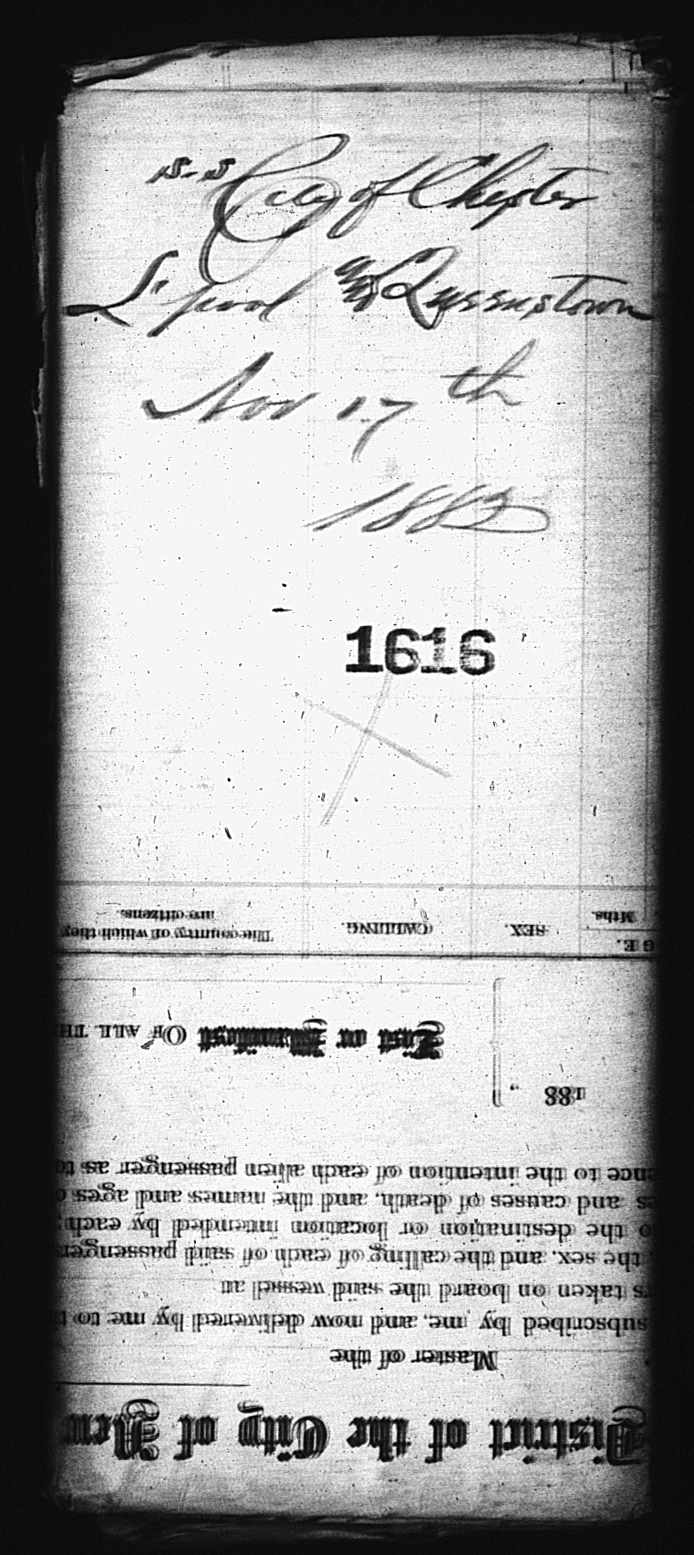 S.S City of Chester
L'pool & Queenstown
Nov 17th
1882
1616
District of the City of New
Master of the
subscribed by me, and now delivered by me to
taken on board the said vessel at
the sex, and the calling of each of said passengers
the destination or location intended by each
and causes of death, and the names and ages
to the intention of each alien passenger as to
188 .
List or Manifest OF ALL TH
G E.
Mths.
SEX.
CALLING.
The country of which they
are citizens.